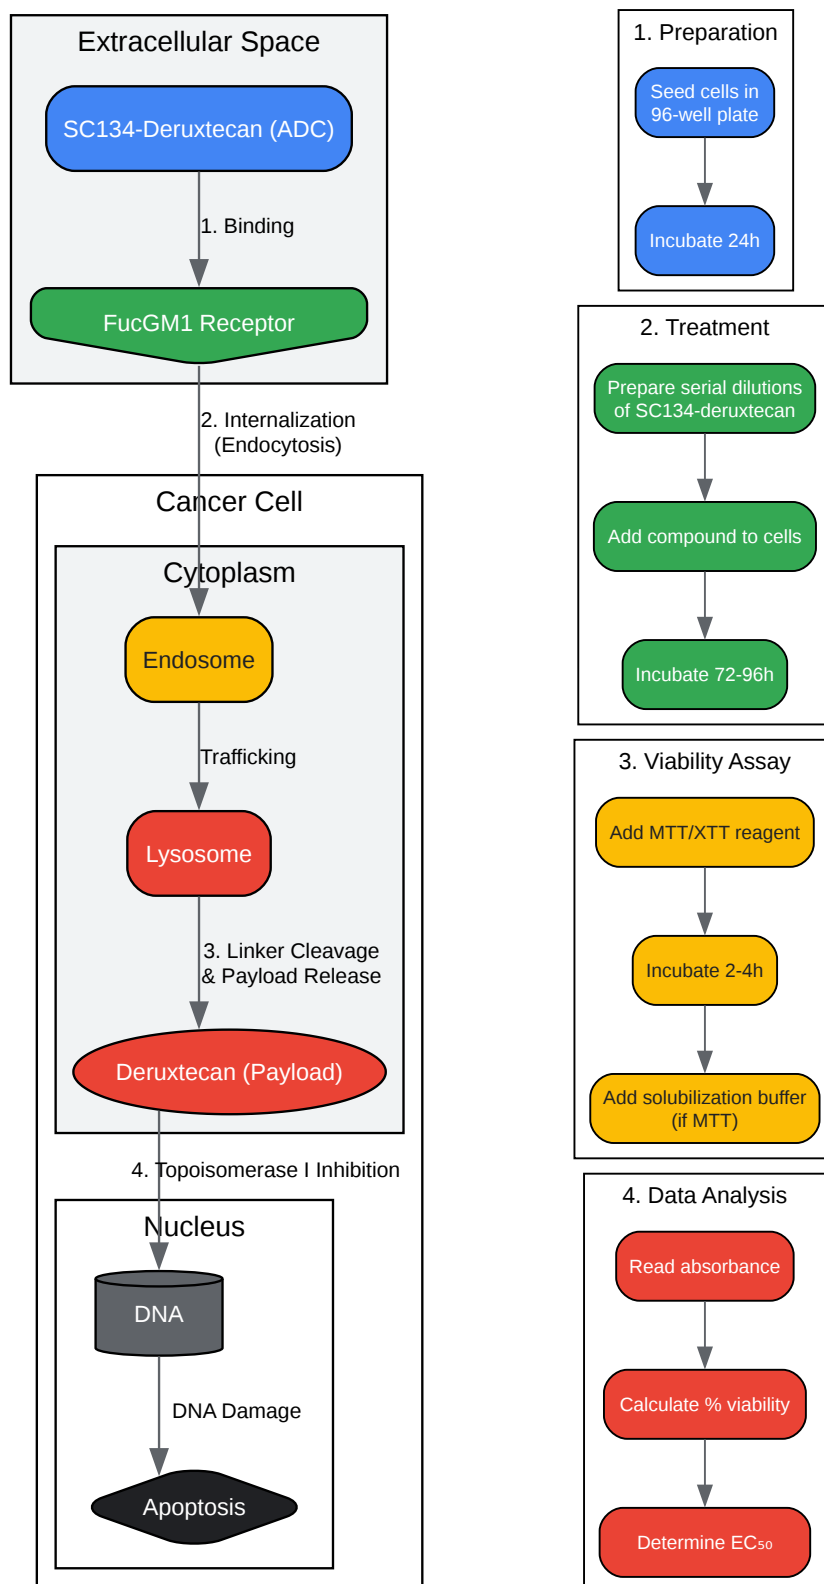 Extracellular Space
SC134-Deruxtecan (ADC)
1. Binding
FucGM1 Receptor
2. Internalization
(Endocytosis)
Cancer Cell
Cytoplasm
Endosome
Trafficking
Lysosome
3. Linker Cleavage
& Payload Release
Deruxtecan (Payload)
4. Topoisomerase I Inhibition
Nucleus
DNA
DNA Damage
Apoptosis
1. Preparation
Seed cells in
96-well plate
Incubate 24h
2. Treatment
Prepare serial dilutions
of SC134-deruxtecan
Add compound to cells
Incubate 72-96h
3. Viability Assay
Add MTT/XTT reagent
Incubate 2-4h
Add solubilization buffer
(if MTT)
4. Data Analysis
Read absorbance
Calculate % viability
Determine EC₅₀